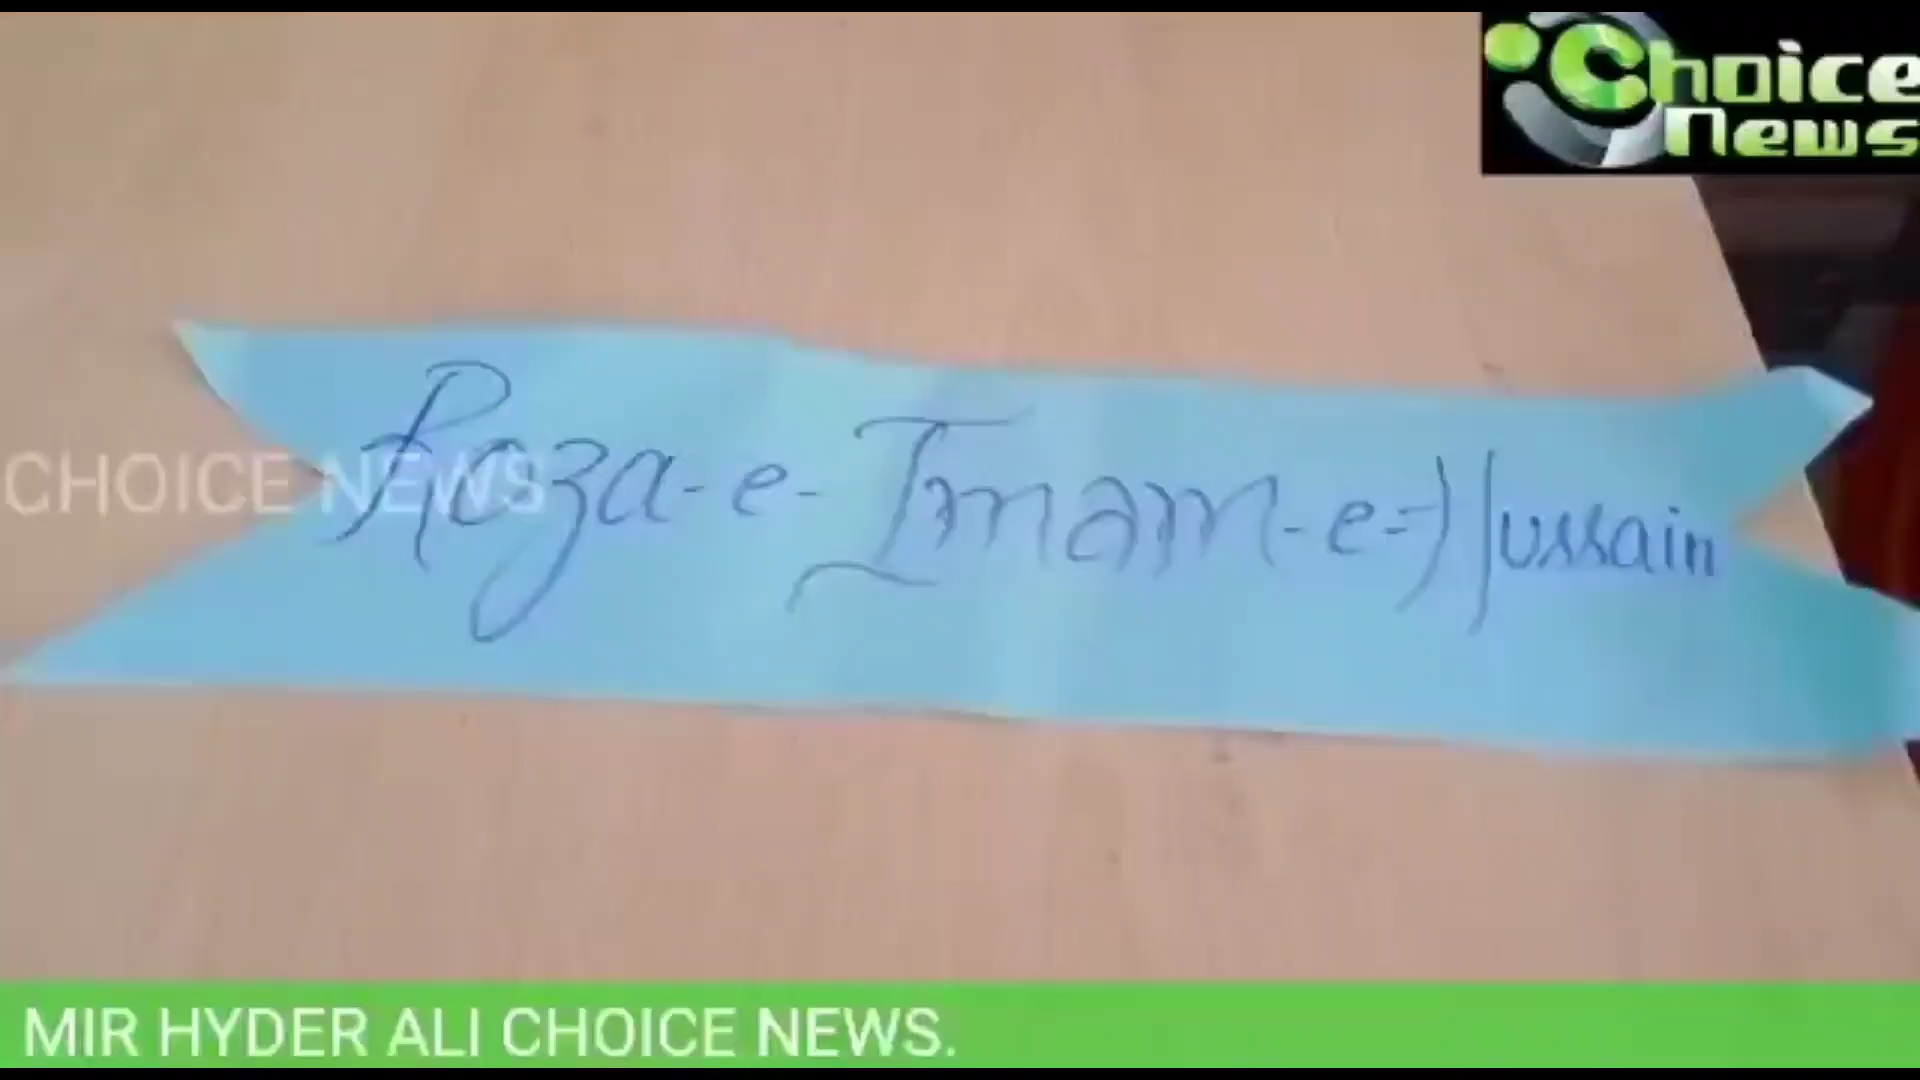 Choice
News
Roza-e-Imam-e-Hussain
CHOICE NEWS
MIR HYDER ALI CHOICE NEWS.